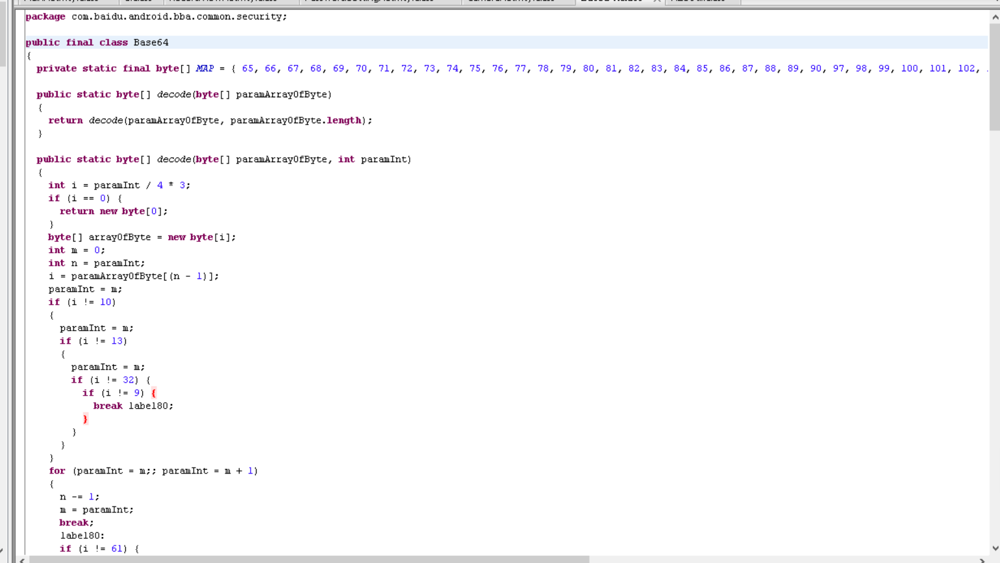 package com.baidu.android.bba.common.security;
public final class Base64
{
private static final byte[] MAP = { 65, 66, 67, 68, 69, 70, 71, 72, 73, 74, 75, 76, 77, 78, 79, 80, 81, 82, 83, 84, 85, 86, 87, 88, 89, 90, 97, 98, 99, 100, 101, 102, .
public static byte[] decode(byte[] paramArrayOfByte)
{
return decode(paramArrayOfByte, paramArrayOfByte.length);
}
public static byte[] decode(byte[] paramArrayOfByte, int paramInt)
{
int i = paramInt / 4 * 3;
if (i == 0) {
return new byte[0];
}
byte[] arrayOfByte = new byte[i];
int m = 0;
int n = paramInt;
i = paramArrayOfByte[(n - 1)];
paramInt = m;
if (i != 10)
{
paramInt = m;
if (i != 13)
{
paramInt = m;
if (i != 32) {
if (i != 9) {
break label80;
}
}
}
}
for (paramInt = m;; paramInt = m + 1)
{
n -= 1;
m = paramInt;
break;
label80:
if (i != 61) {